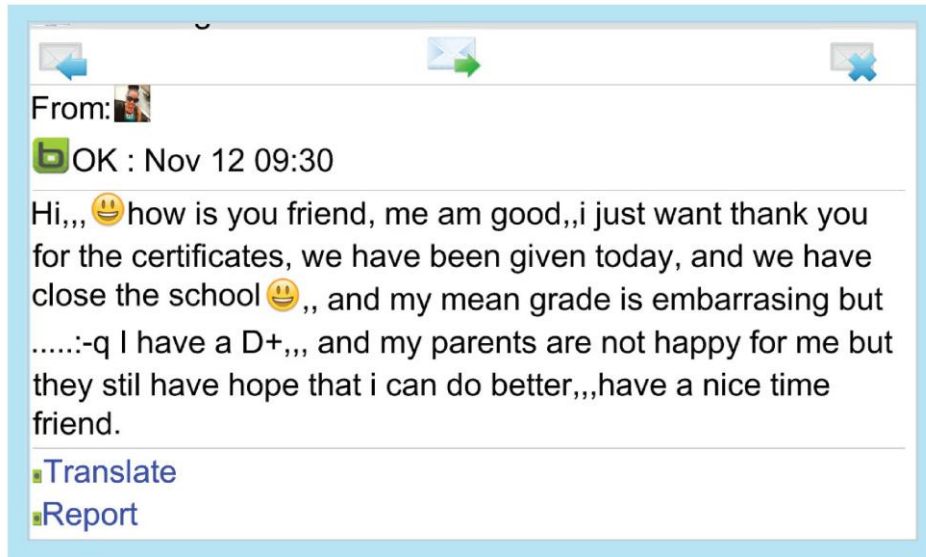 From:
b OK : Nov 12 09:30
Hi,,, 😃 how is you friend, me am good,,i just want thank you
for the certificates, we have been given today, and we have
close the school 😃 ,, and my mean grade is embarrasing but
.....:-q I have a D+,,, and my parents are not happy for me but
they stil have hope that i can do better,,,have a nice time
friend.
Translate
Report